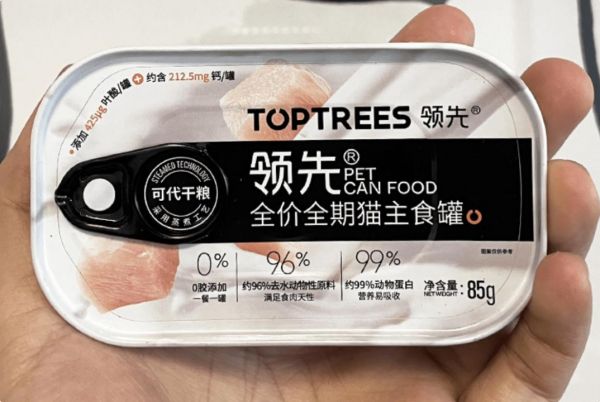 •添加 425μg 叶酸/罐 + 约含 212.5mg 钙/罐
TOPTREES 领先®
STEAMED TECHNOLOGY
可代干粮
采用蒸煮工艺
领先®
PET
CAN FOOD
全价全期猫主食罐
图案仅供参考
0% 96% 99%
0胶添加 约96%去水动物性原料 约99%动物蛋白
一餐一罐 满足食肉天性 营养易吸收
净含量: 85g
NETWEIGHT: